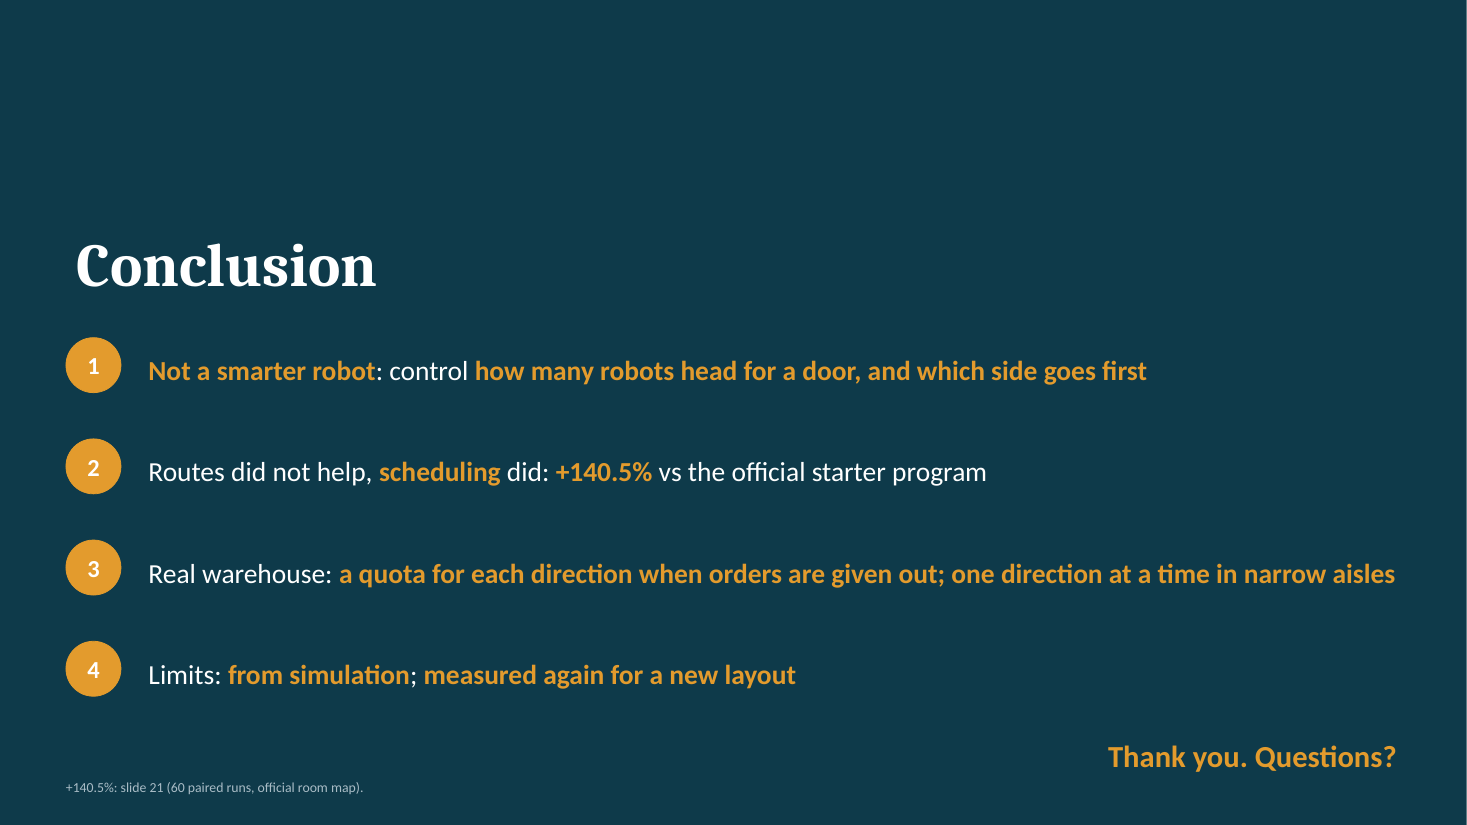 Conclusion
1 Not a smarter robot: control how many robots head for a door, and which side goes first
2 Routes did not help, scheduling did: +140.5% vs the official starter program
3 Real warehouse: a quota for each direction when orders are given out; one direction at a time in narrow aisles
4 Limits: from simulation; measured again for a new layout
Thank you. Questions?
+140.5%: slide 21 (60 paired runs, official room map).